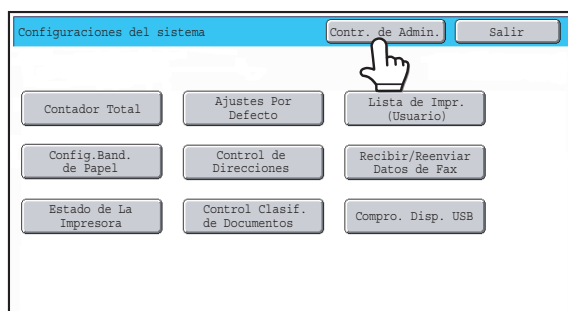 Configuraciones del sistema
Contr. de Admin.
Salir
Contador Total
Ajustes Por
Defecto
Lista de Impr.
(Usuario)
Config.Band.
de Papel
Control de
Direcciones
Recibir/Reenviar
Datos de Fax
Estado de La
Impresora
Control Clasif.
de Documentos
Compro. Disp. USB